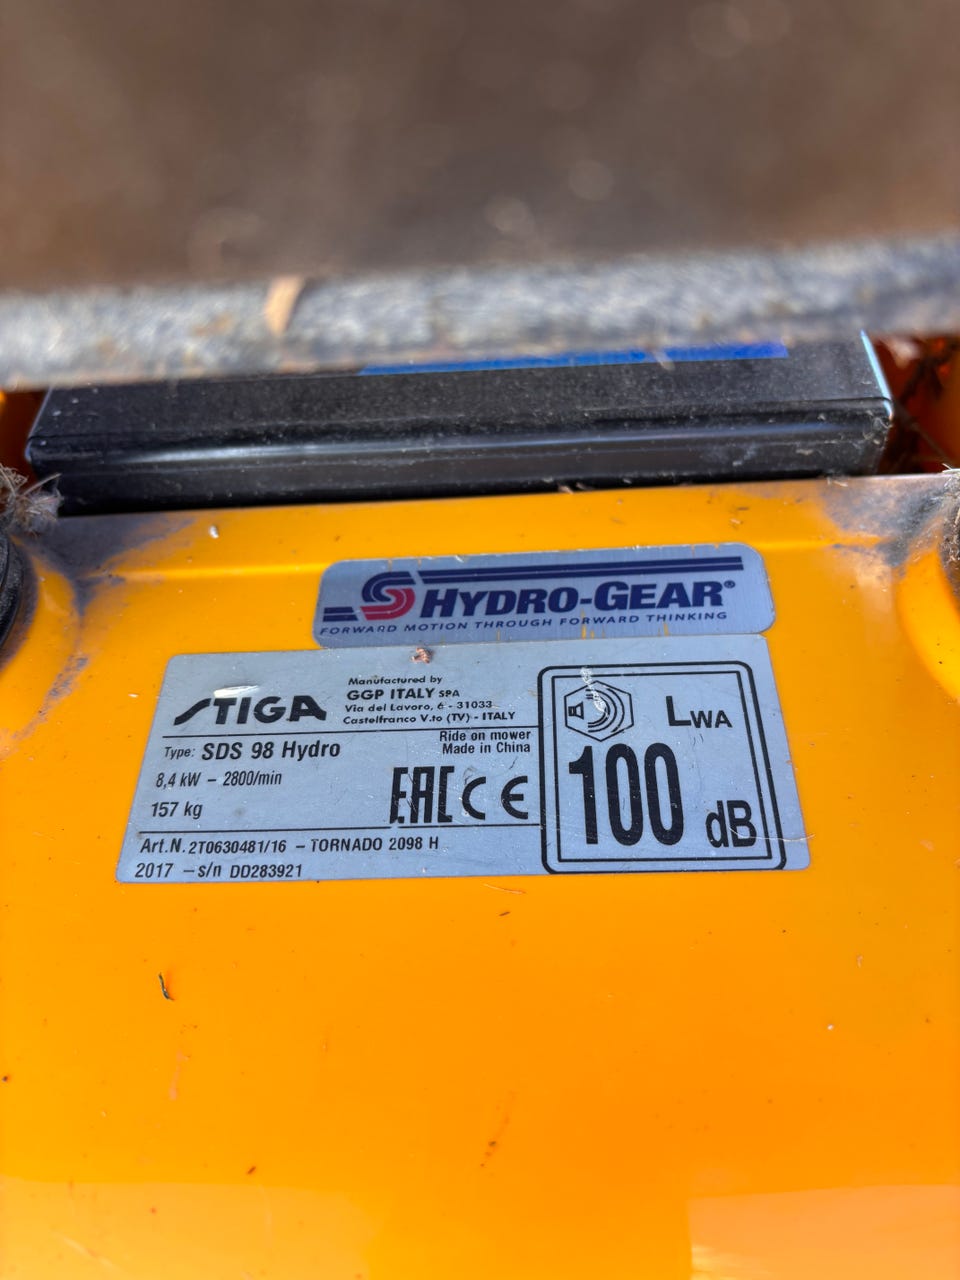 HYDRO-GEAR®
FORWARD MOTION THROUGH FORWARD THINKING
STIGA
Manufactured by
GGP ITALY SPA
Via del Lavoro, 6 - 31033
Castelfranco V.to (TV) - ITALY
Ride on mower
Made in China
Type: SDS 98 Hydro
8,4 kW – 2800/min
157 kg
EAC CE
Art.N. 2T0630481/16 – TORNADO 2098 H
2017 – s/n DD283921
LWA
100 dB